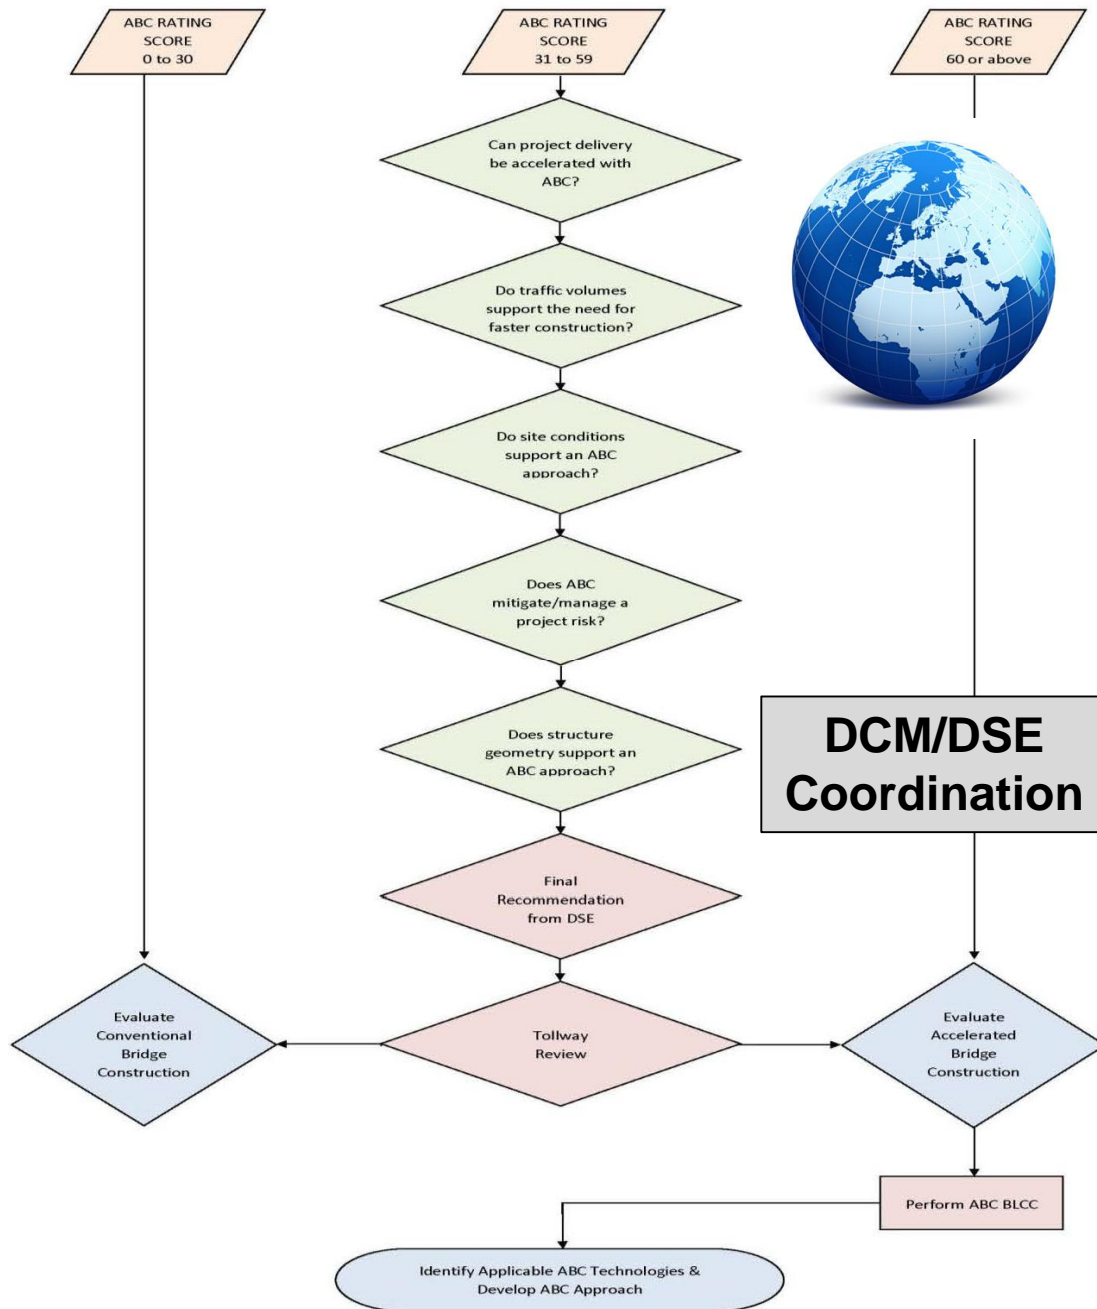 ABC RATING
SCORE
0 to 30
ABC RATING
SCORE
31 to 59
ABC RATING
SCORE
60 or above
Can project delivery
be accelerated with
ABC?
Do traffic volumes
support the need for
faster construction?
Do site conditions
support an ABC
approach?
Does ABC
mitigate/manage a
project risk?
Does structure
geometry support an
ABC approach?
DCM/DSE
Coordination
Final
Recommendation
from DSE
Evaluate
Conventional
Bridge
Construction
Tollway
Review
Evaluate
Accelerated
Bridge
Construction
Perform ABC BLCC
Identify Applicable ABC Technologies &
Develop ABC Approach